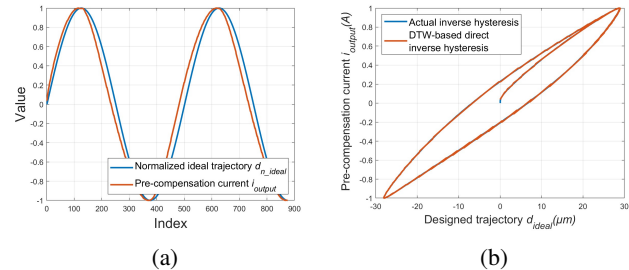 1
0.8
0.6
0.4
0.2
0
-0.2
-0.4
-0.6
-0.8
-1
Value
0 100 200 300 400 500 600 700 800 900
Index
Normalized ideal trajectory d_n_ideal
Pre-compensation current i_output
(a)
1
0.8
0.6
0.4
0.2
0
-0.2
-0.4
-0.6
-0.8
-1
Pre-compensation current i_output(A)
-30 -20 -10 0 10 20 30
Designed trajectory d_ideal(μm)
Actual inverse hysteresis
DTW-based direct
inverse hysteresis
(b)